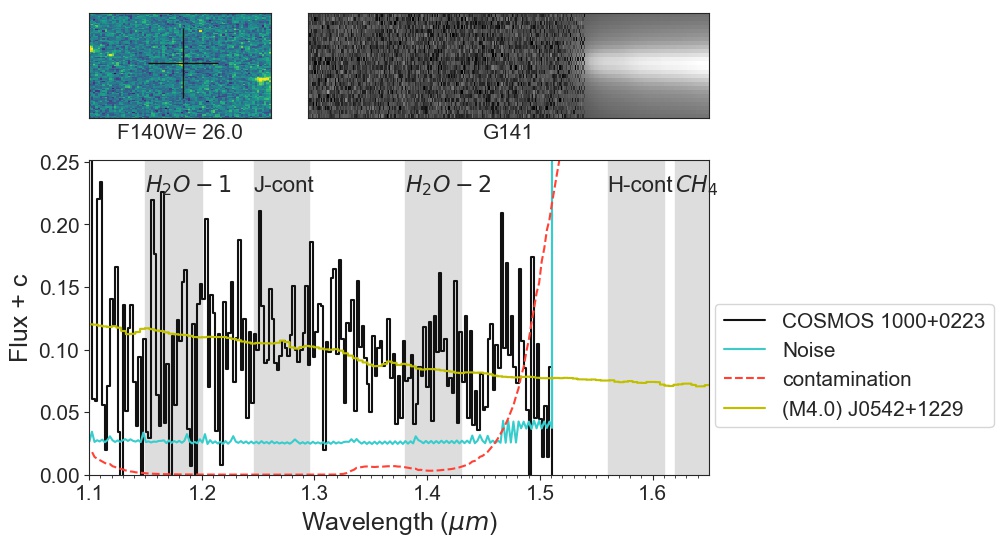 F140W= 26.0
G141
H₂O − 1
J-cont
H₂O − 2
H-cont
CH₄
0.25
0.20
0.15
0.10
0.05
0.00
Flux + c
1.1
1.2
1.3
1.4
1.5
1.6
Wavelength (μm)
COSMOS 1000+0223
Noise
contamination
(M4.0) J0542+1229